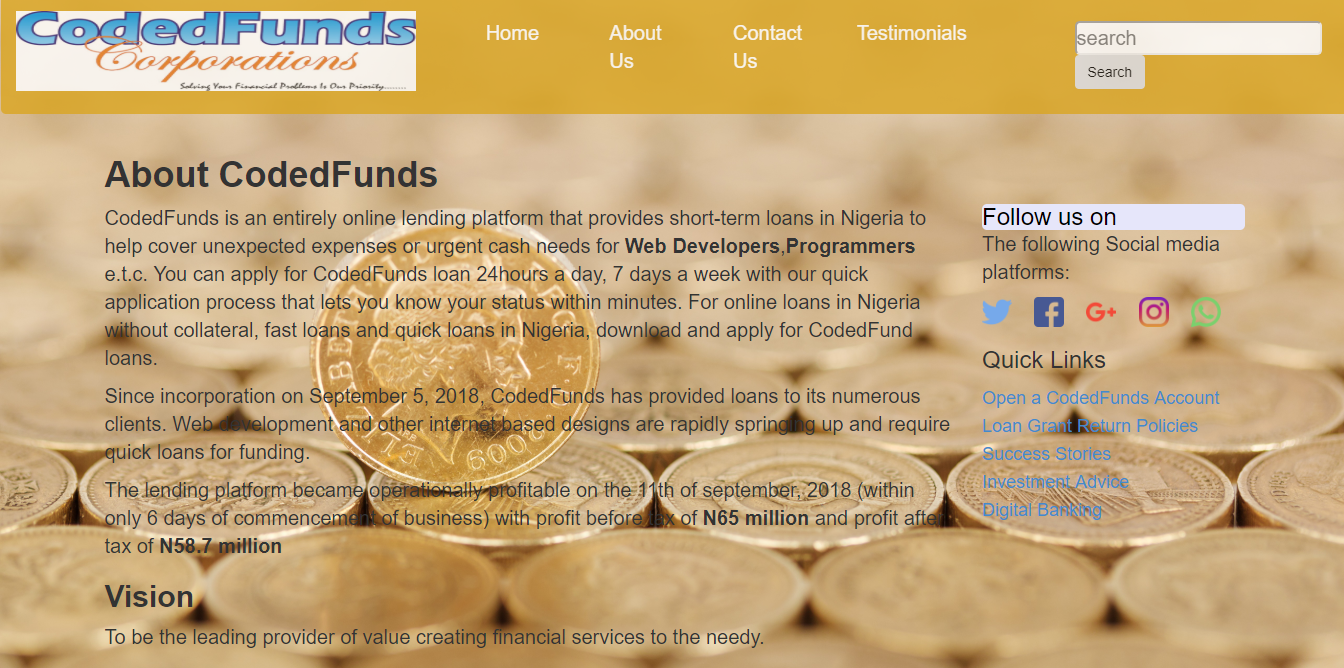 CodedFunds
Corporations
Solving Your Financial Problems Is Our Priority........
Home
About
Us
Contact
Us
Testimonials
search
Search
About CodedFunds
CodedFunds is an entirely online lending platform that provides short-term loans in Nigeria to
help cover unexpected expenses or urgent cash needs for Web Developers,Programmers
e.t.c. You can apply for CodedFunds loan 24hours a day, 7 days a week with our quick
application process that lets you know your status within minutes. For online loans in Nigeria
without collateral, fast loans and quick loans in Nigeria, download and apply for CodedFund
loans.
Since incorporation on September 5, 2018, CodedFunds has provided loans to its numerous
clients. Web development and other internet based designs are rapidly springing up and require
quick loans for funding.
The lending platform became operationally profitable on the 11th of september, 2018 (within
only 6 days of commencement of business) with profit before tax of N65 million and profit after
tax of N58.7 million
Vision
To be the leading provider of value creating financial services to the needy.
Follow us on
The following Social media
platforms:
Quick Links
Open a CodedFunds Account
Loan Grant Return Policies
Success Stories
Investment Advice
Digital Banking